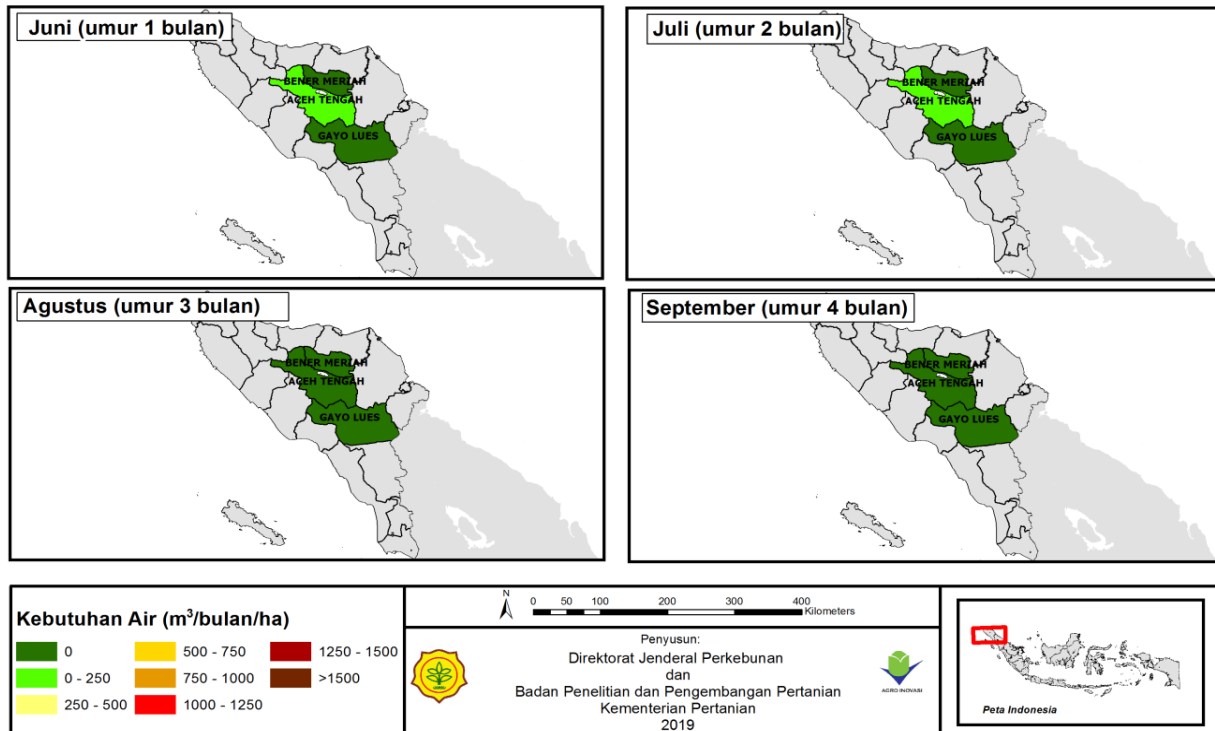 Juni (umur 1 bulan)
BENER MERIAH
ACEH TENGAH
GAYO LUES
Juli (umur 2 bulan)
BENER MERIAH
ACEH TENGAH
GAYO LUES
Agustus (umur 3 bulan)
BENER MERIAH
ACEH TENGAH
GAYO LUES
September (umur 4 bulan)
BENER MERIAH
ACEH TENGAH
GAYO LUES
Kebutuhan Air (m³/bulan/ha)
0
0 - 250
250 - 500
500 - 750
750 - 1000
1000 - 1250
1250 - 1500
>1500
N
0 50 100 200 300 400
Kilometers
Penyusun:
Direktorat Jenderal Perkebunan
dan
Badan Penelitian dan Pengembangan Pertanian
Kementerian Pertanian
2019
AGRO INOVASI
Peta Indonesia